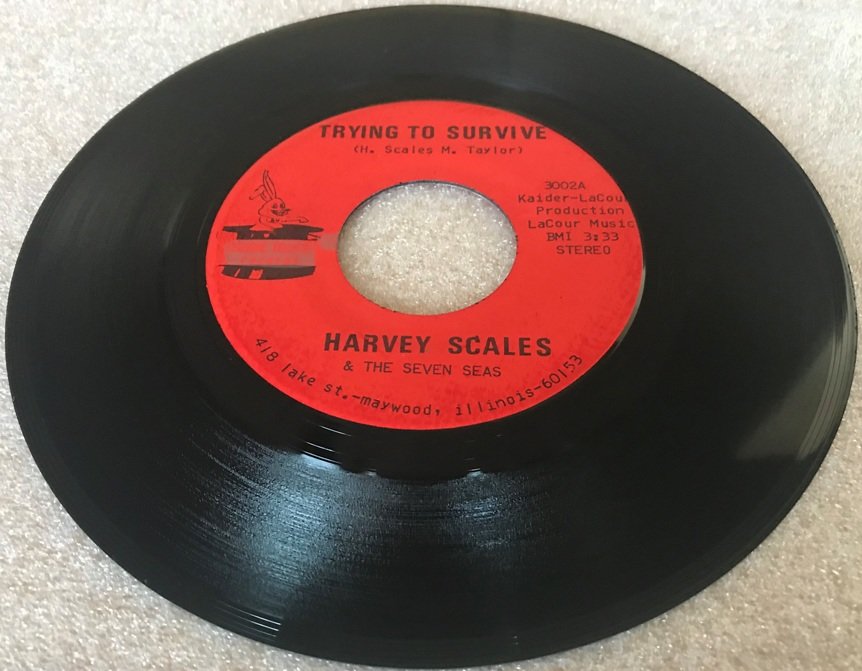 TRYING TO SURVIVE
(H. Scales M. Taylor)
3002A
Kaider-LaCour
Production
LaCour Music
BMI 3:33
STEREO
HARVEY SCALES
& THE SEVEN SEAS
418 lake st.-maywood, illinois-60153